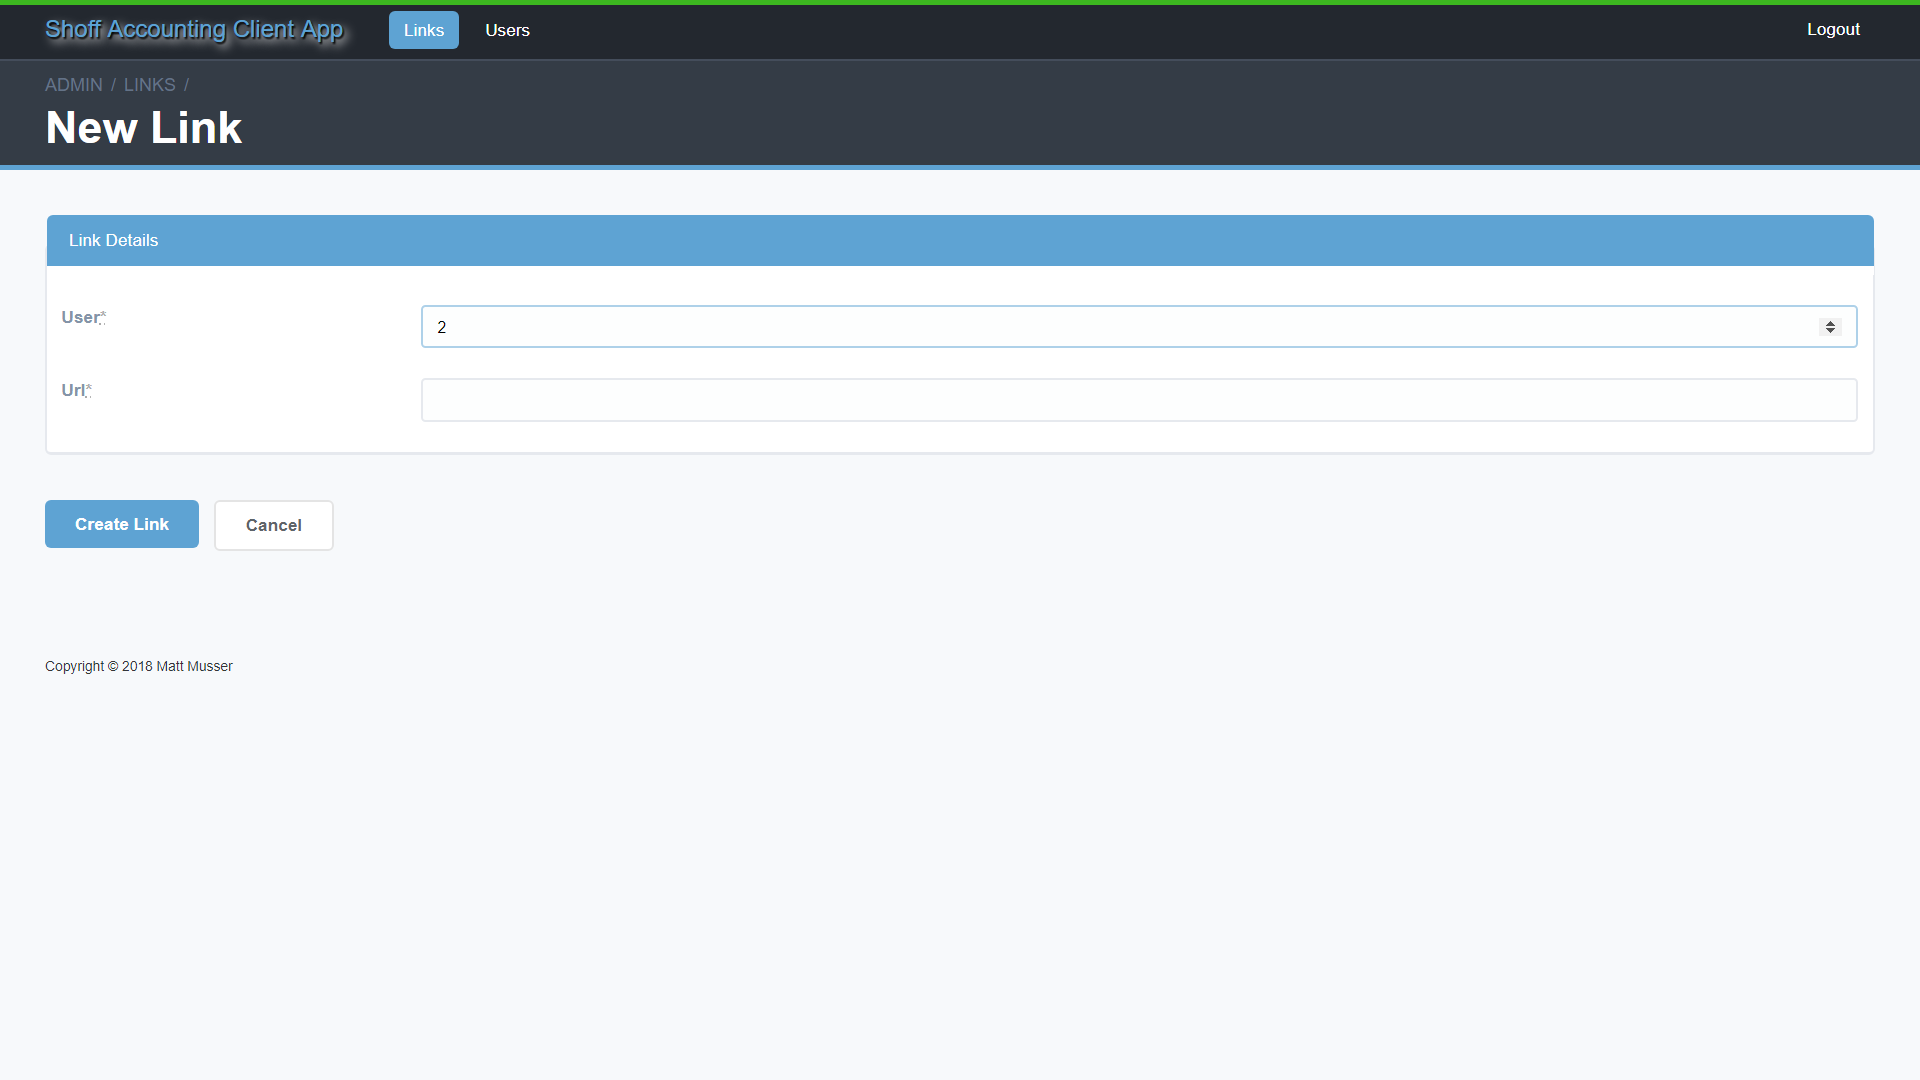 Shoff Accounting Client App Links Users Logout
ADMIN / LINKS /
New Link
Link Details
User*
2
Url*
Create Link Cancel
Copyright © 2018 Matt Musser